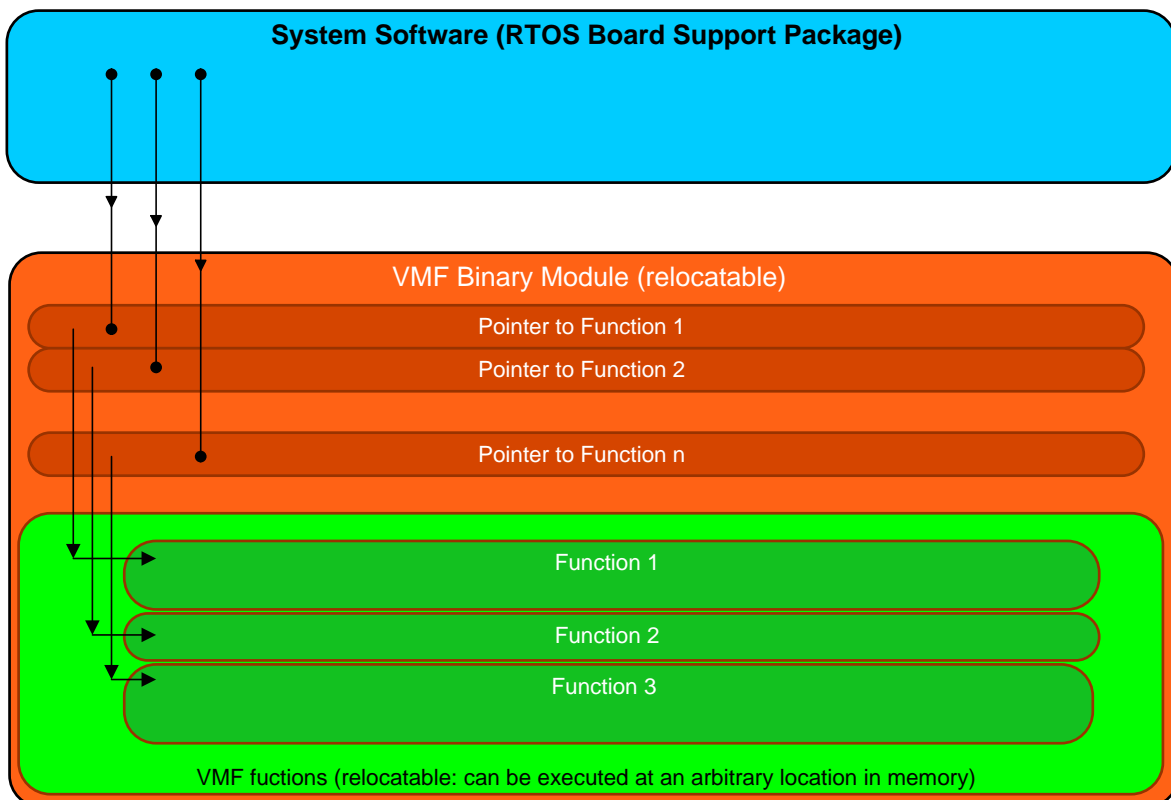 System Software (RTOS Board Support Package)
VMF Binary Module (relocatable)
Pointer to Function 1
Pointer to Function 2
Pointer to Function n
Function 1
Function 2
Function 3
VMF fuctions (relocatable: can be executed at an arbitrary location in memory)